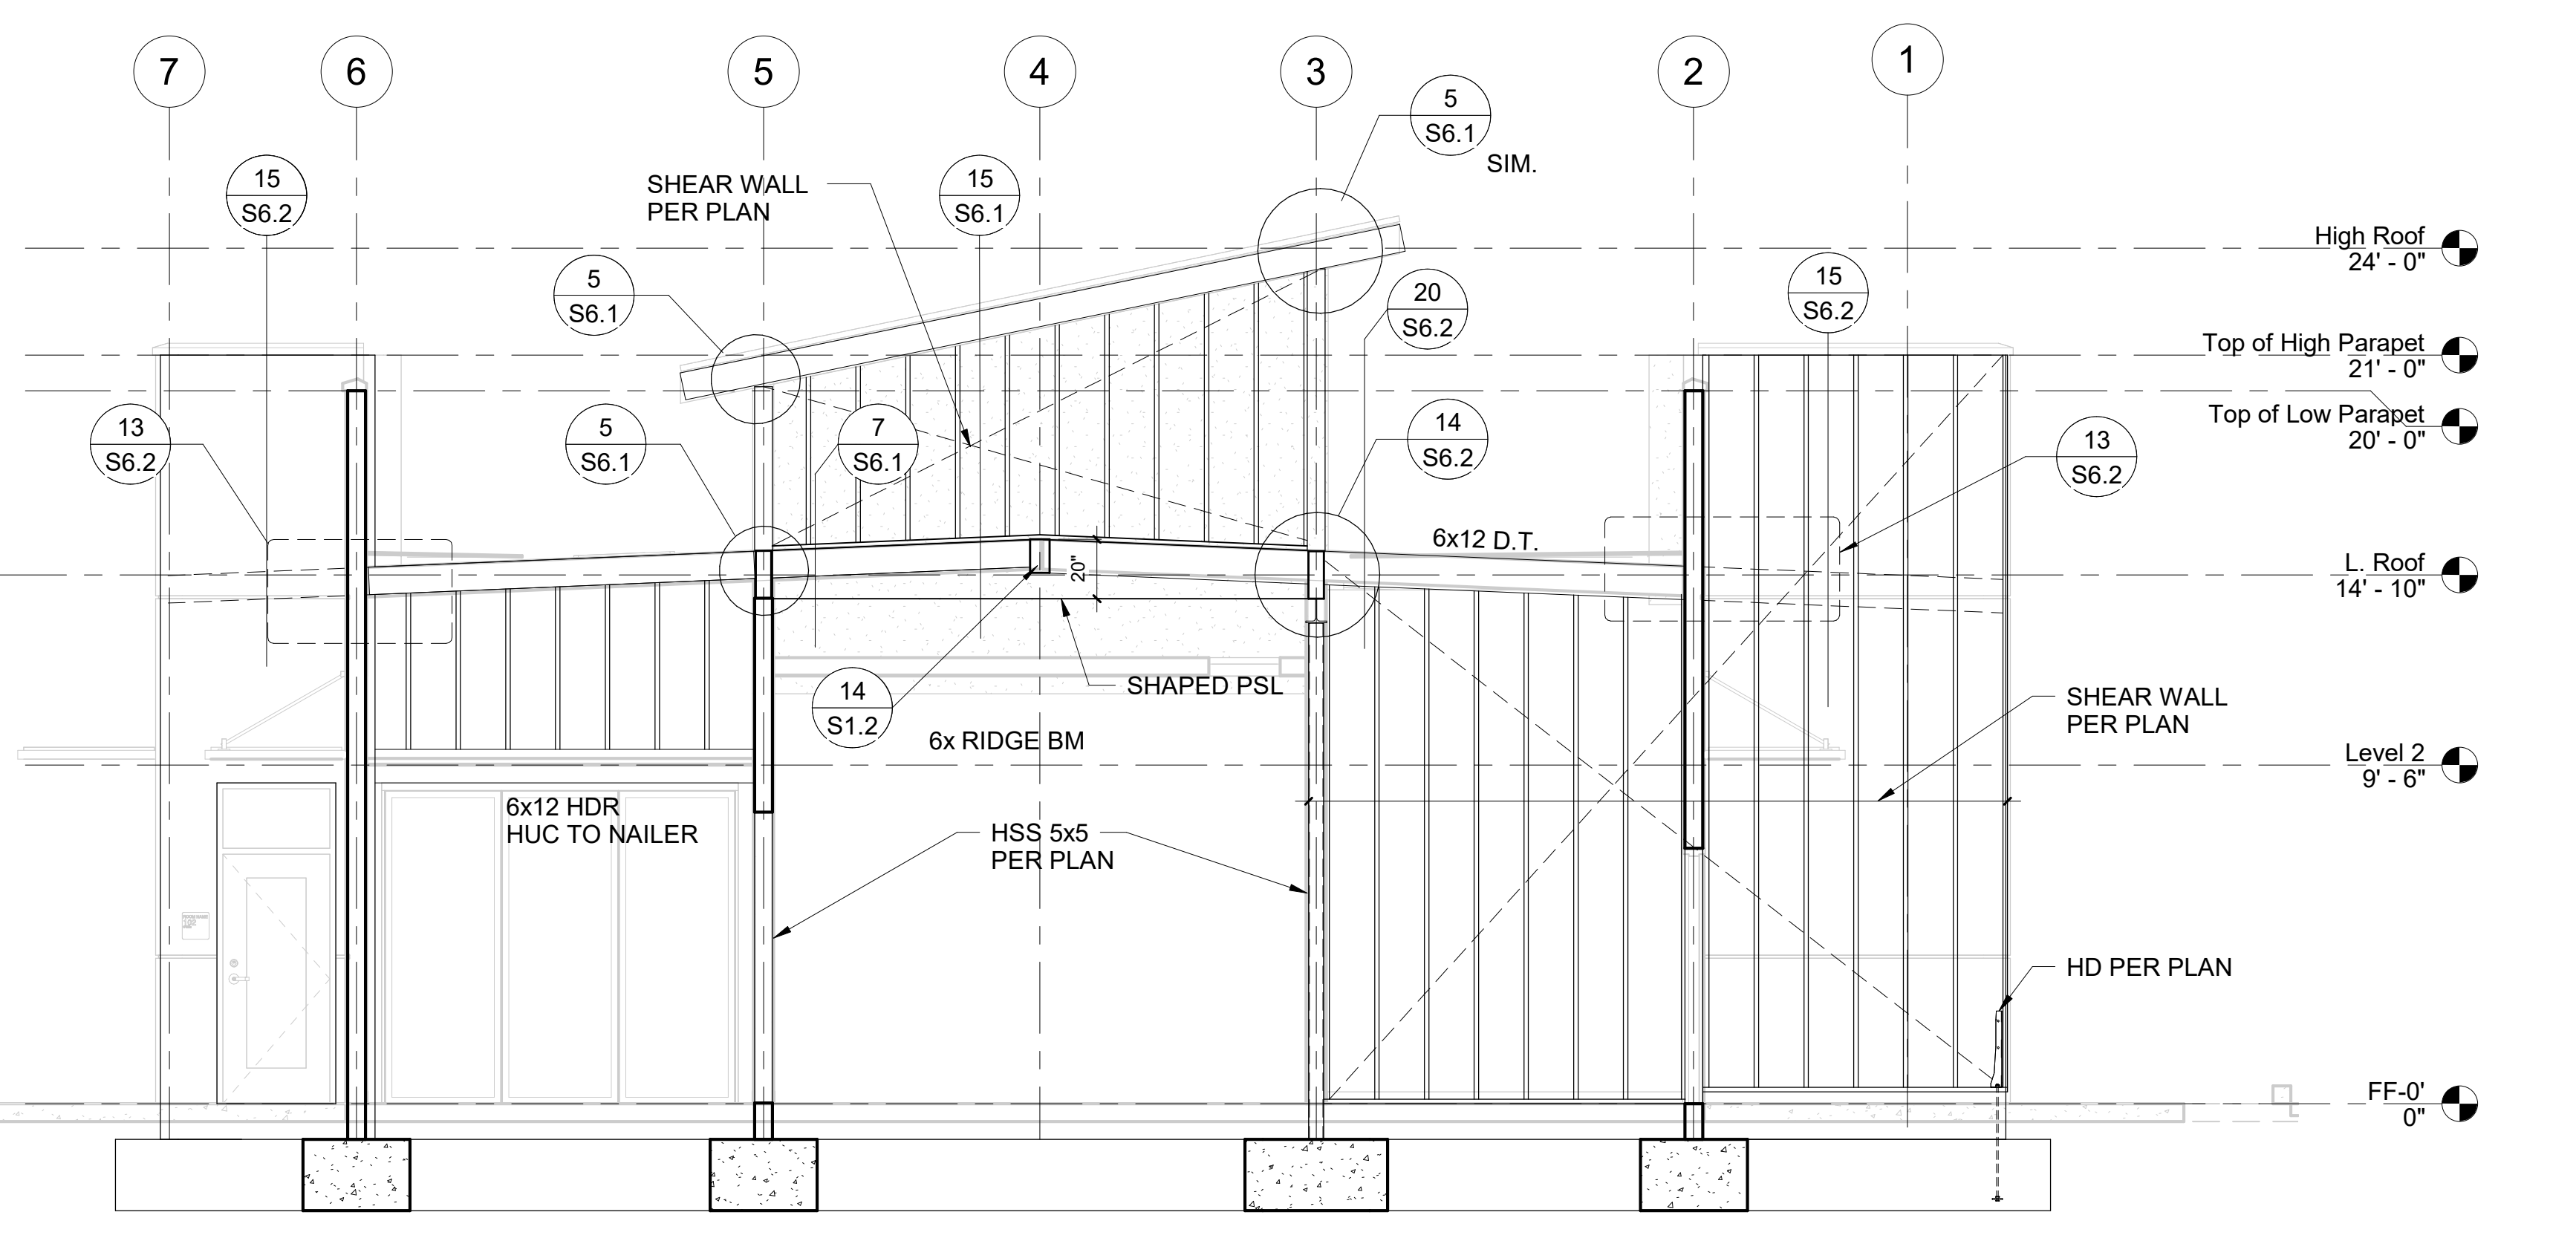 7
6
5
4
3
2
1
5
S6.1
SIM.
15
S6.2
SHEAR WALL
PER PLAN
15
S6.1
High Roof
24' - 0"
5
S6.1
20
S6.2
15
S6.2
Top of High Parapet
21' - 0"
Top of Low Parapet
20' - 0"
13
S6.2
5
S6.1
7
S6.1
14
S6.2
13
S6.2
6x12 D.T.
20"
L. Roof
14' - 10"
14
S1.2
SHAPED PSL
SHEAR WALL
PER PLAN
6x RIDGE BM
Level 2
9' - 6"
6x12 HDR
HUC TO NAILER
HSS 5x5
PER PLAN
HD PER PLAN
FF-0'
0"